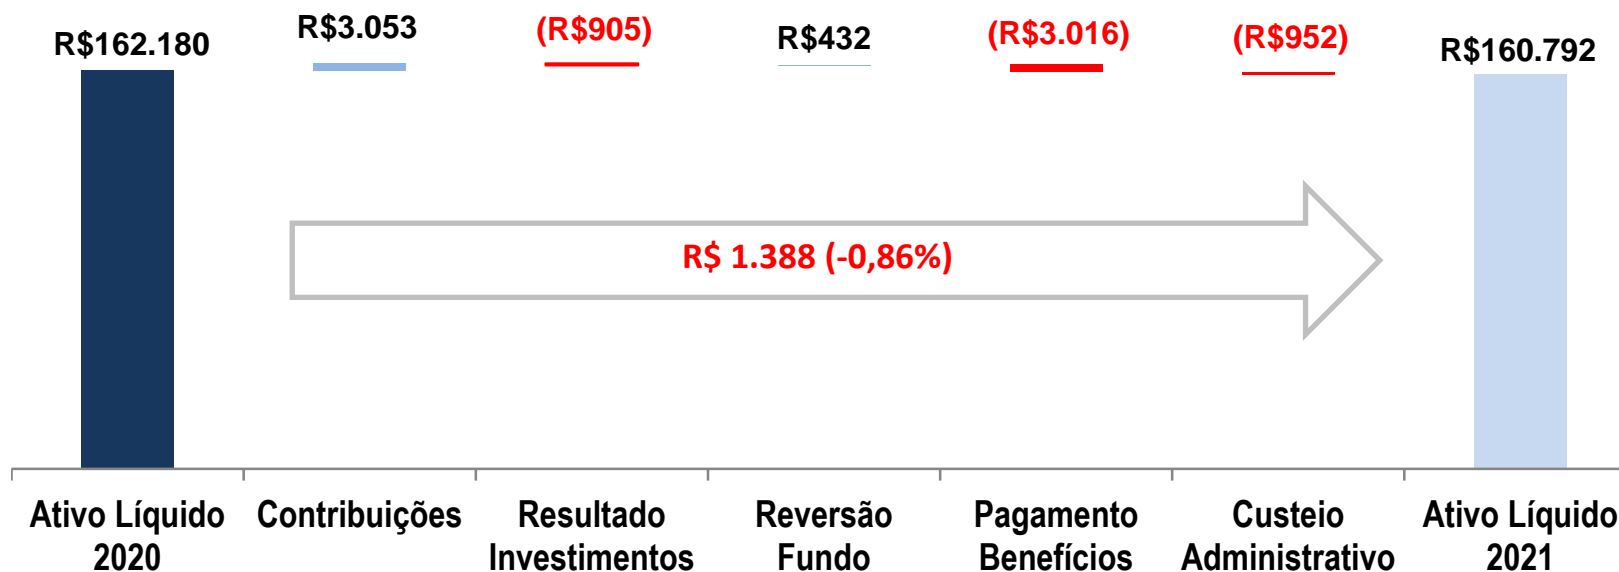 R$162.180
R$3.053
(R$905)
R$432
(R$3.016)
(R$952)
R$160.792
R$ 1.388 (-0,86%)
Ativo Líquido
2020
Contribuições
Resultado
Investimentos
Reversão
Fundo
Pagamento
Benefícios
Custeio
Administrativo
Ativo Líquido
2021